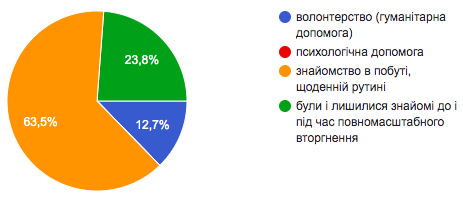 23,8%
63,5%
12,7%
волонтерство (гуманітарна
допомога)
психологічна допомога
знайомство в побуті,
щоденній рутині
були і лишилися знайомі до і
під час повномасштабного
вторгнення